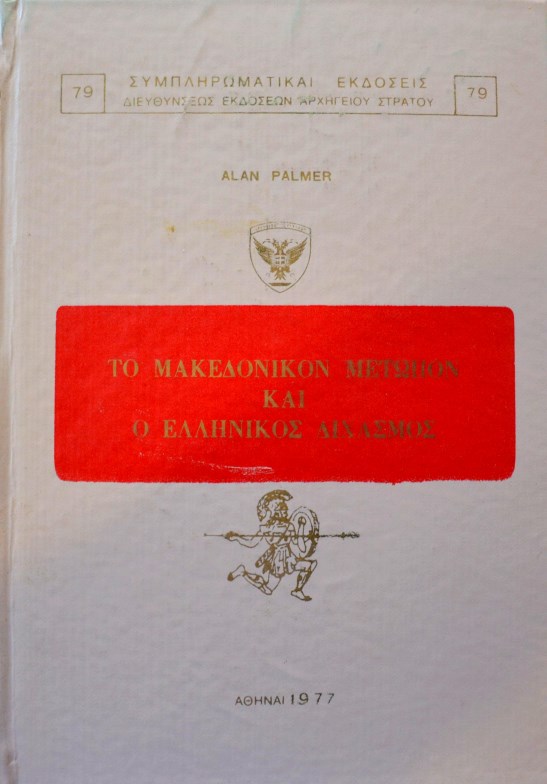 79 ΣΥΜΠΛΗΡΩΜΑΤΙΚΑΙ ΕΚΔΟΣΕΙΣ 79
ΔΙΕΥΘΥΝΣΕΩΣ ΕΚΔΟΣΕΩΝ ΑΡΧΗΓΕΙΟΥ ΣΤΡΑΤΟΥ
ALAN PALMER
ΤΟ ΜΑΚΕΔΟΝΙΚΟΝ ΜΕΤΩΠΟΝ
ΚΑΙ
Ο ΕΛΛΗΝΙΚΟΣ ΔΙΧΑΣΜΟΣ
ΑΘΗΝΑΙ 1977